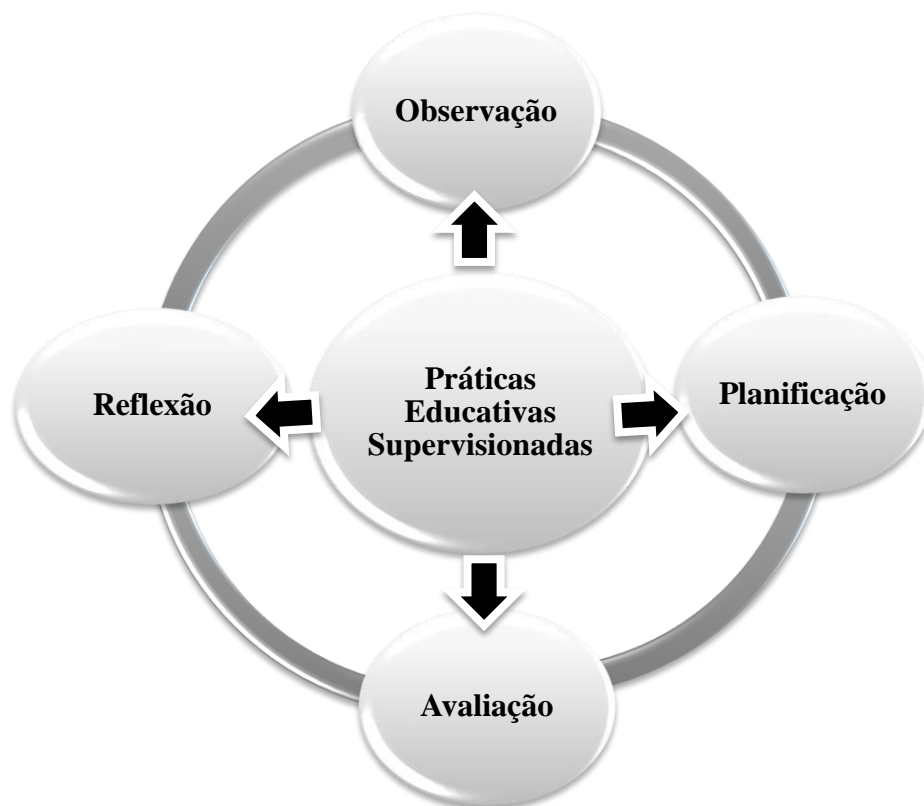 Observação
Reflexão
Práticas
Educativas
Supervisionadas
Planificação
Avaliação